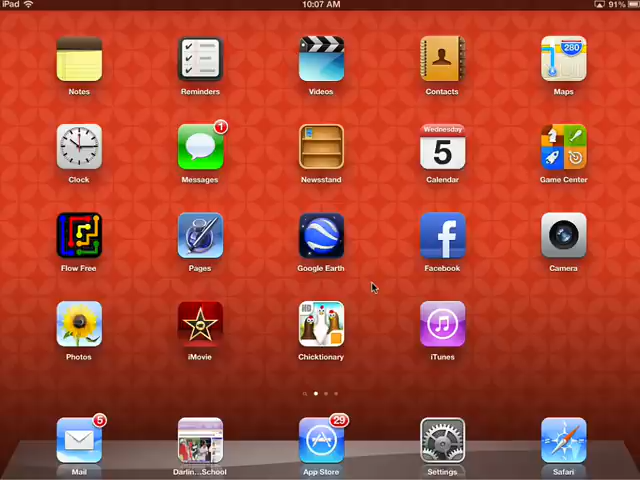 iPad 10:07 AM 91%
Notes Reminders Videos Contacts Maps
280
Clock Messages Newsstand Calendar Game Center
1
Wednesday
5
Flow Free Pages Google Earth Facebook Camera
f
Photos iMovie Chicktionary iTunes
HD
Mail Darlin...School App Store Settings Safari
5
29